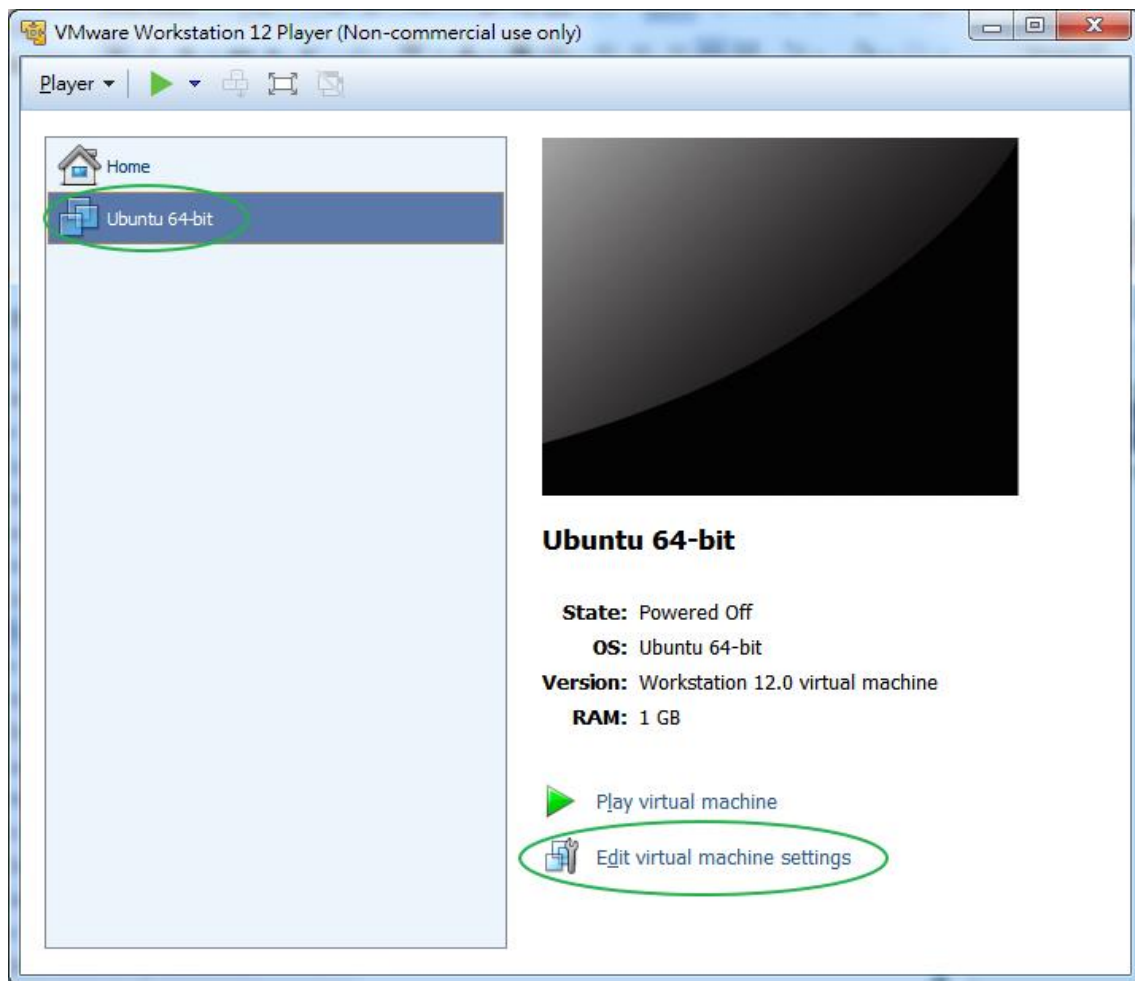 VMware Workstation 12 Player (Non-commercial use only)
Player
Home
Ubuntu 64-bit
Ubuntu 64-bit
State: Powered Off
OS: Ubuntu 64-bit
Version: Workstation 12.0 virtual machine
RAM: 1 GB
Play virtual machine
Edit virtual machine settings